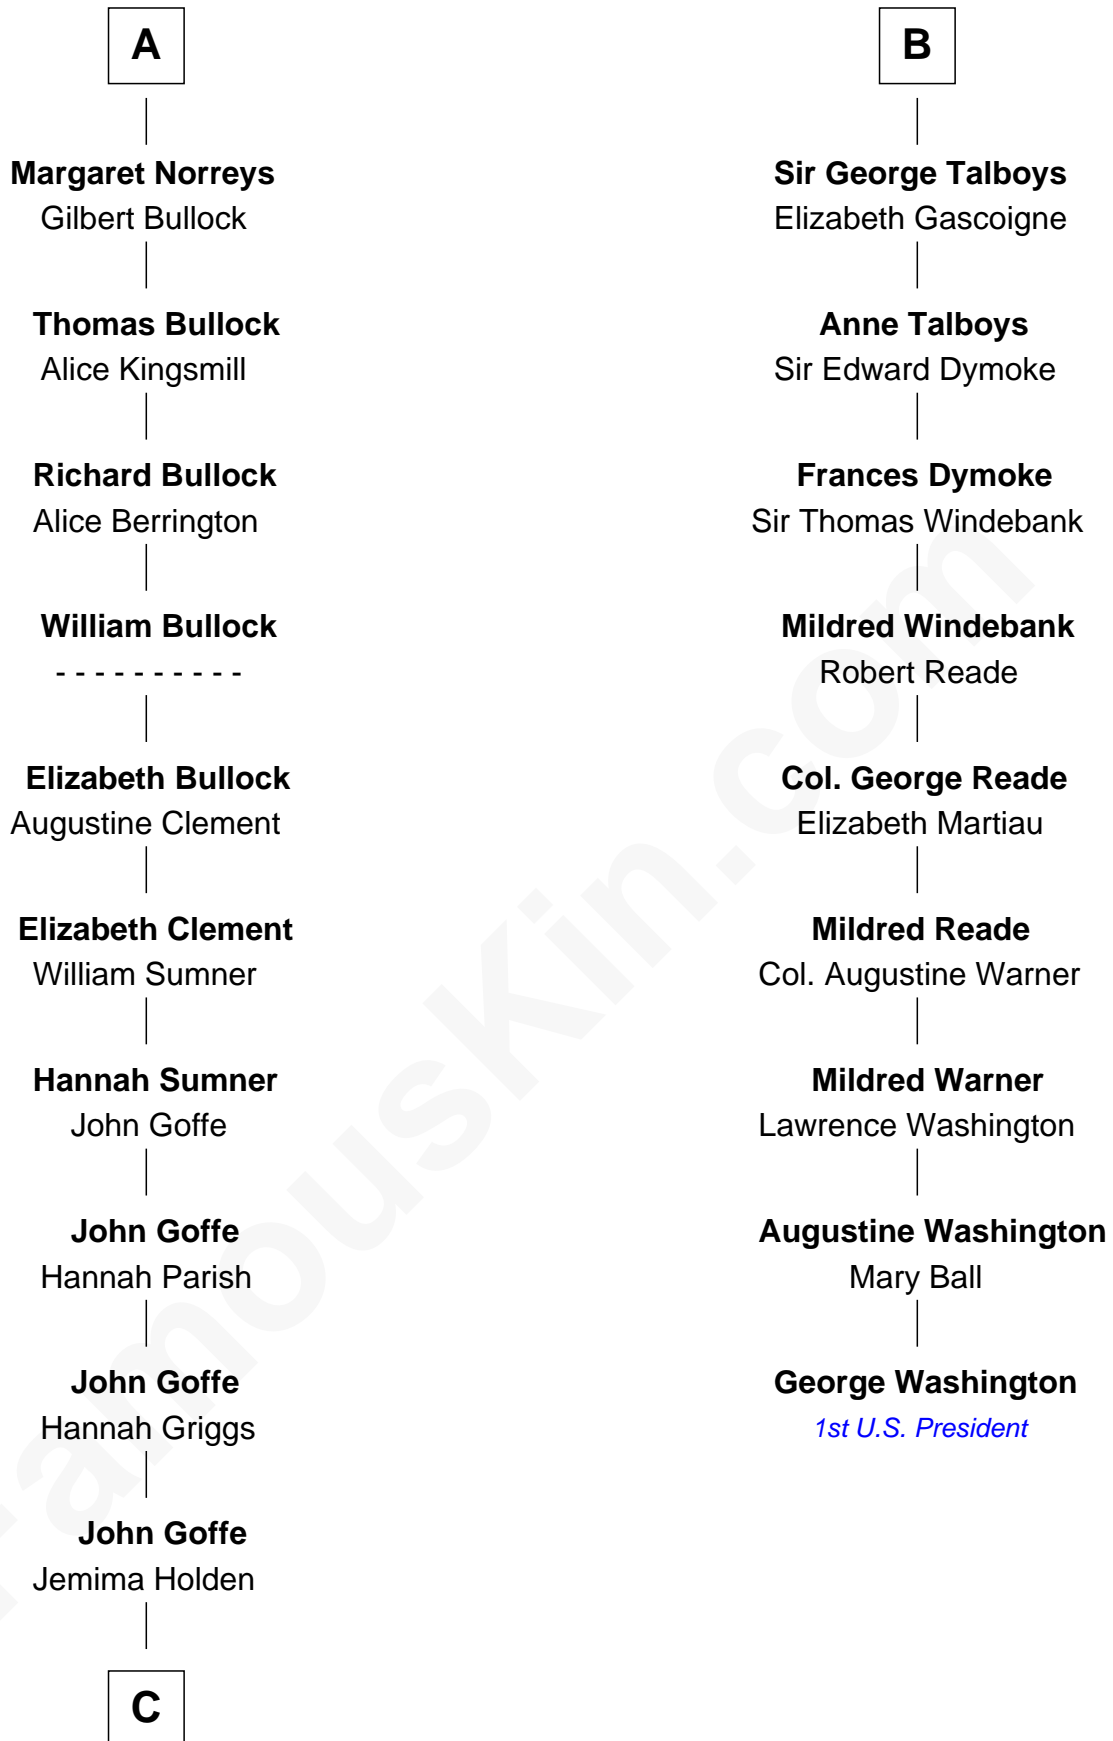 A
Margaret Norreys
Gilbert Bullock
Thomas Bullock
Alice Kingsmill
Richard Bullock
Alice Berrington
William Bullock
- - - - - - - - - -
Elizabeth Bullock
Augustine Clement
Elizabeth Clement
William Sumner
Hannah Sumner
John Goffe
John Goffe
Hannah Parish
John Goffe
Hannah Griggs
John Goffe
Jemima Holden
C
B
Sir George Talboys
Elizabeth Gascoigne
Anne Talboys
Sir Edward Dymoke
Frances Dymoke
Sir Thomas Windebank
Mildred Windebank
Robert Reade
Col. George Reade
Elizabeth Martiau
Mildred Reade
Col. Augustine Warner
Mildred Warner
Lawrence Washington
Augustine Washington
Mary Ball
George Washington
1st U.S. President
FamousKin.com